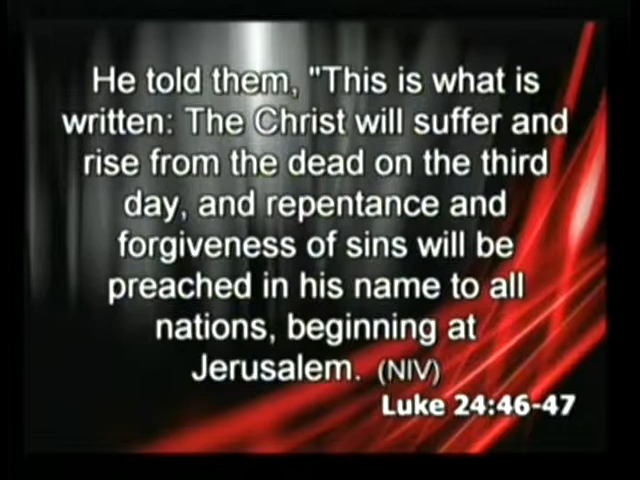 He told them, "This is what is
written: The Christ will suffer and
rise from the dead on the third
day, and repentance and
forgiveness of sins will be
preached in his name to all
nations, beginning at
Jerusalem. (NIV)
Luke 24:46-47